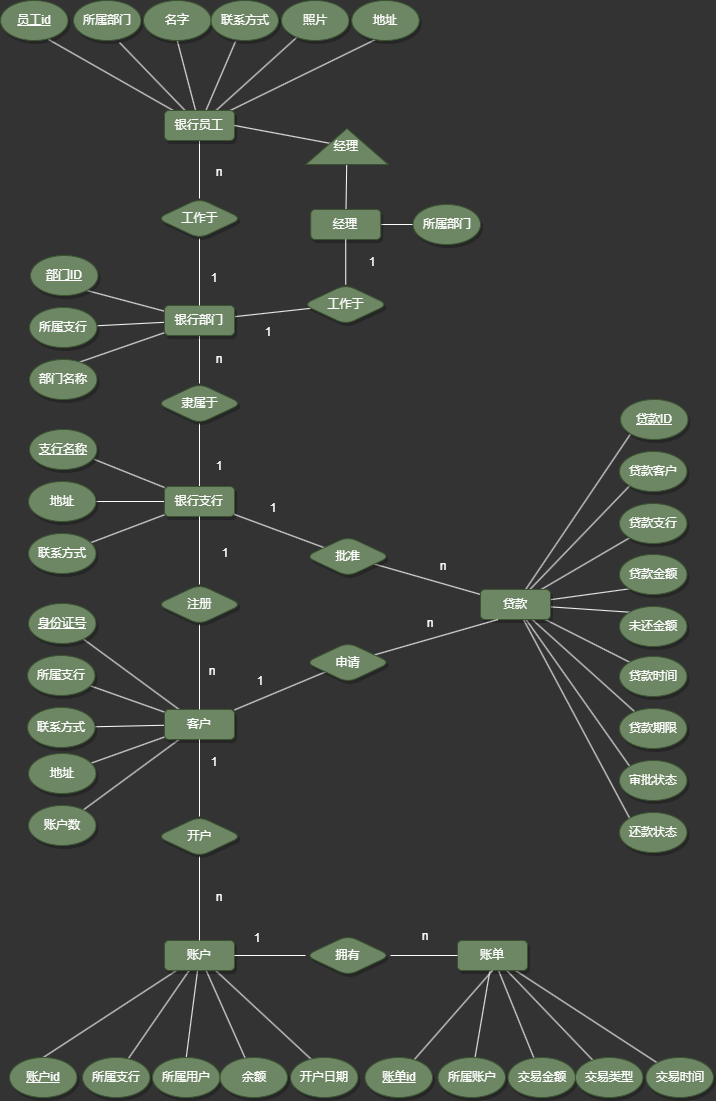 员工id
所属部门
名字
联系方式
照片
地址
银行员工
经理
n
工作于
经理
所属部门
1
1
部门ID
工作于
银行部门
1
所属支行
n
部门名称
隶属于
贷款ID
支行名称
1
贷款客户
银行支行
1
地址
贷款支行
联系方式
1
批准
n
贷款金额
注册
贷款
身份证号
n
未还金额
申请
所属支行
n
1
贷款时间
客户
联系方式
贷款期限
1
地址
审批状态
账户数
开户
还款状态
n
1
n
账户
拥有
账单
账户id
所属支行
所属用户
余额
开户日期
账单id
所属账户
交易金额
交易类型
交易时间